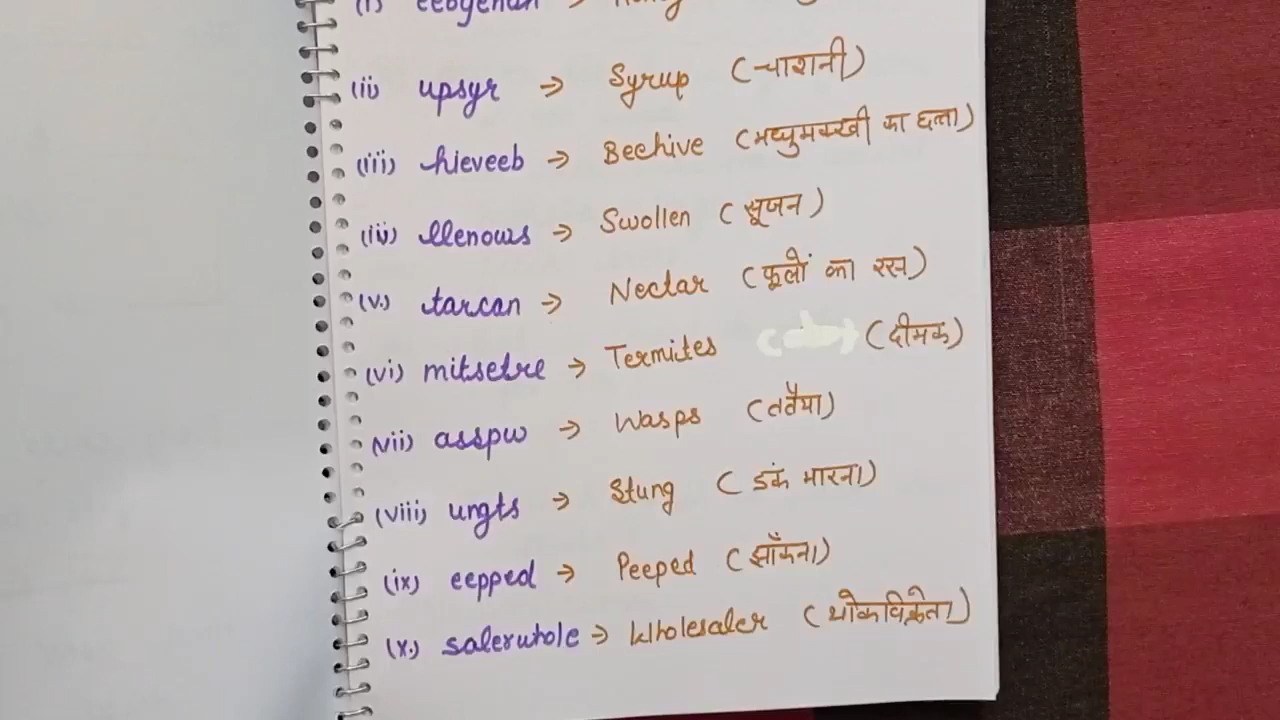 (ii) upsyr → Syrup (चाशनी)
(iii) hieveeb → Beehive (मधुमक्खी का छत्ता)
(iv) llenows → Swollen (सूजन)
(v.) tarcan → Nectar (फूलों का रस)
(vi) mitsetre → Termites (दीमक)
(vii) asspw → Wasps (ततैया)
(viii) ungts → Stung (डंक मारना)
(ix) eepped → Peeped (झाँकना)
(x.) salerwhole → Wholesaler (थोकविक्रेता)